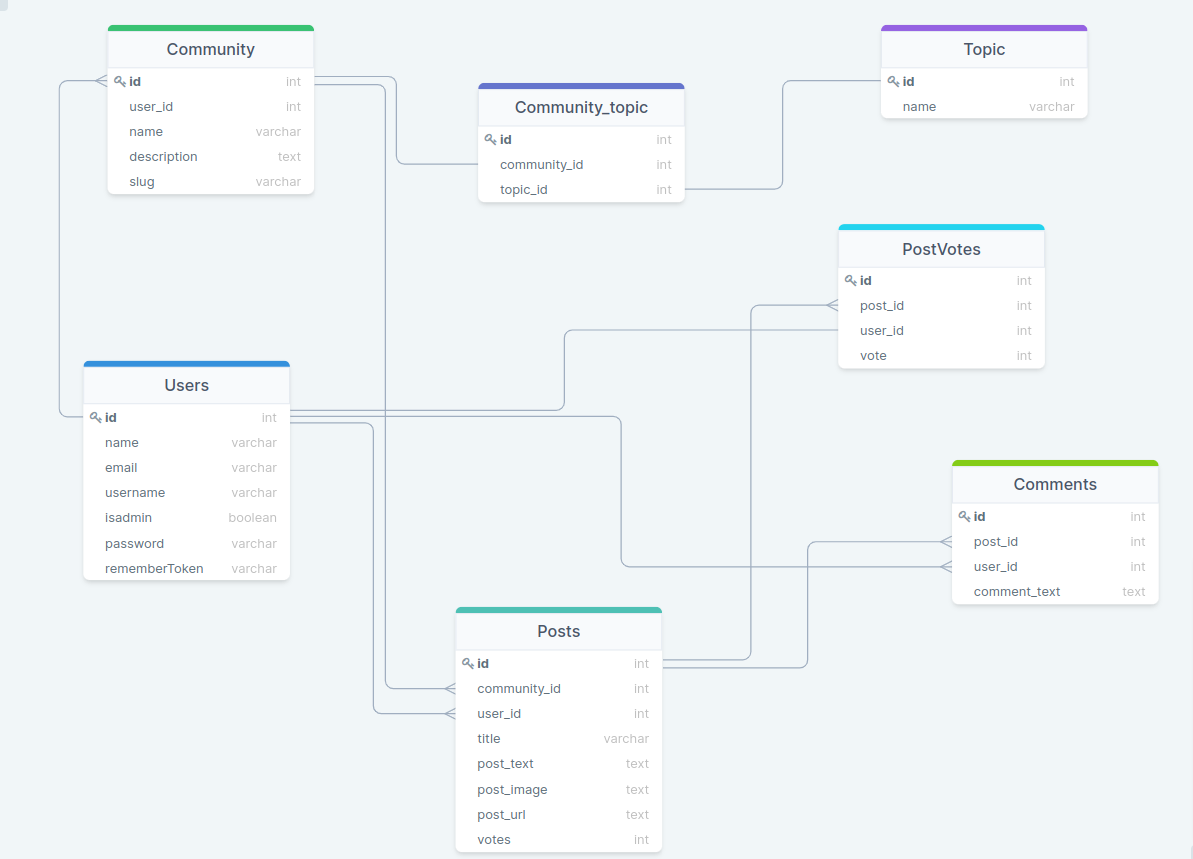 Community
id int
user_id int
name varchar
description text
slug varchar
Community_topic
id int
community_id int
topic_id int
Topic
id int
name varchar
PostVotes
id int
post_id int
user_id int
vote int
Users
id int
name varchar
email varchar
username varchar
isadmin boolean
password varchar
rememberToken varchar
Comments
id int
post_id int
user_id int
comment_text text
Posts
id int
community_id int
user_id int
title varchar
post_text text
post_image text
post_url text
votes int